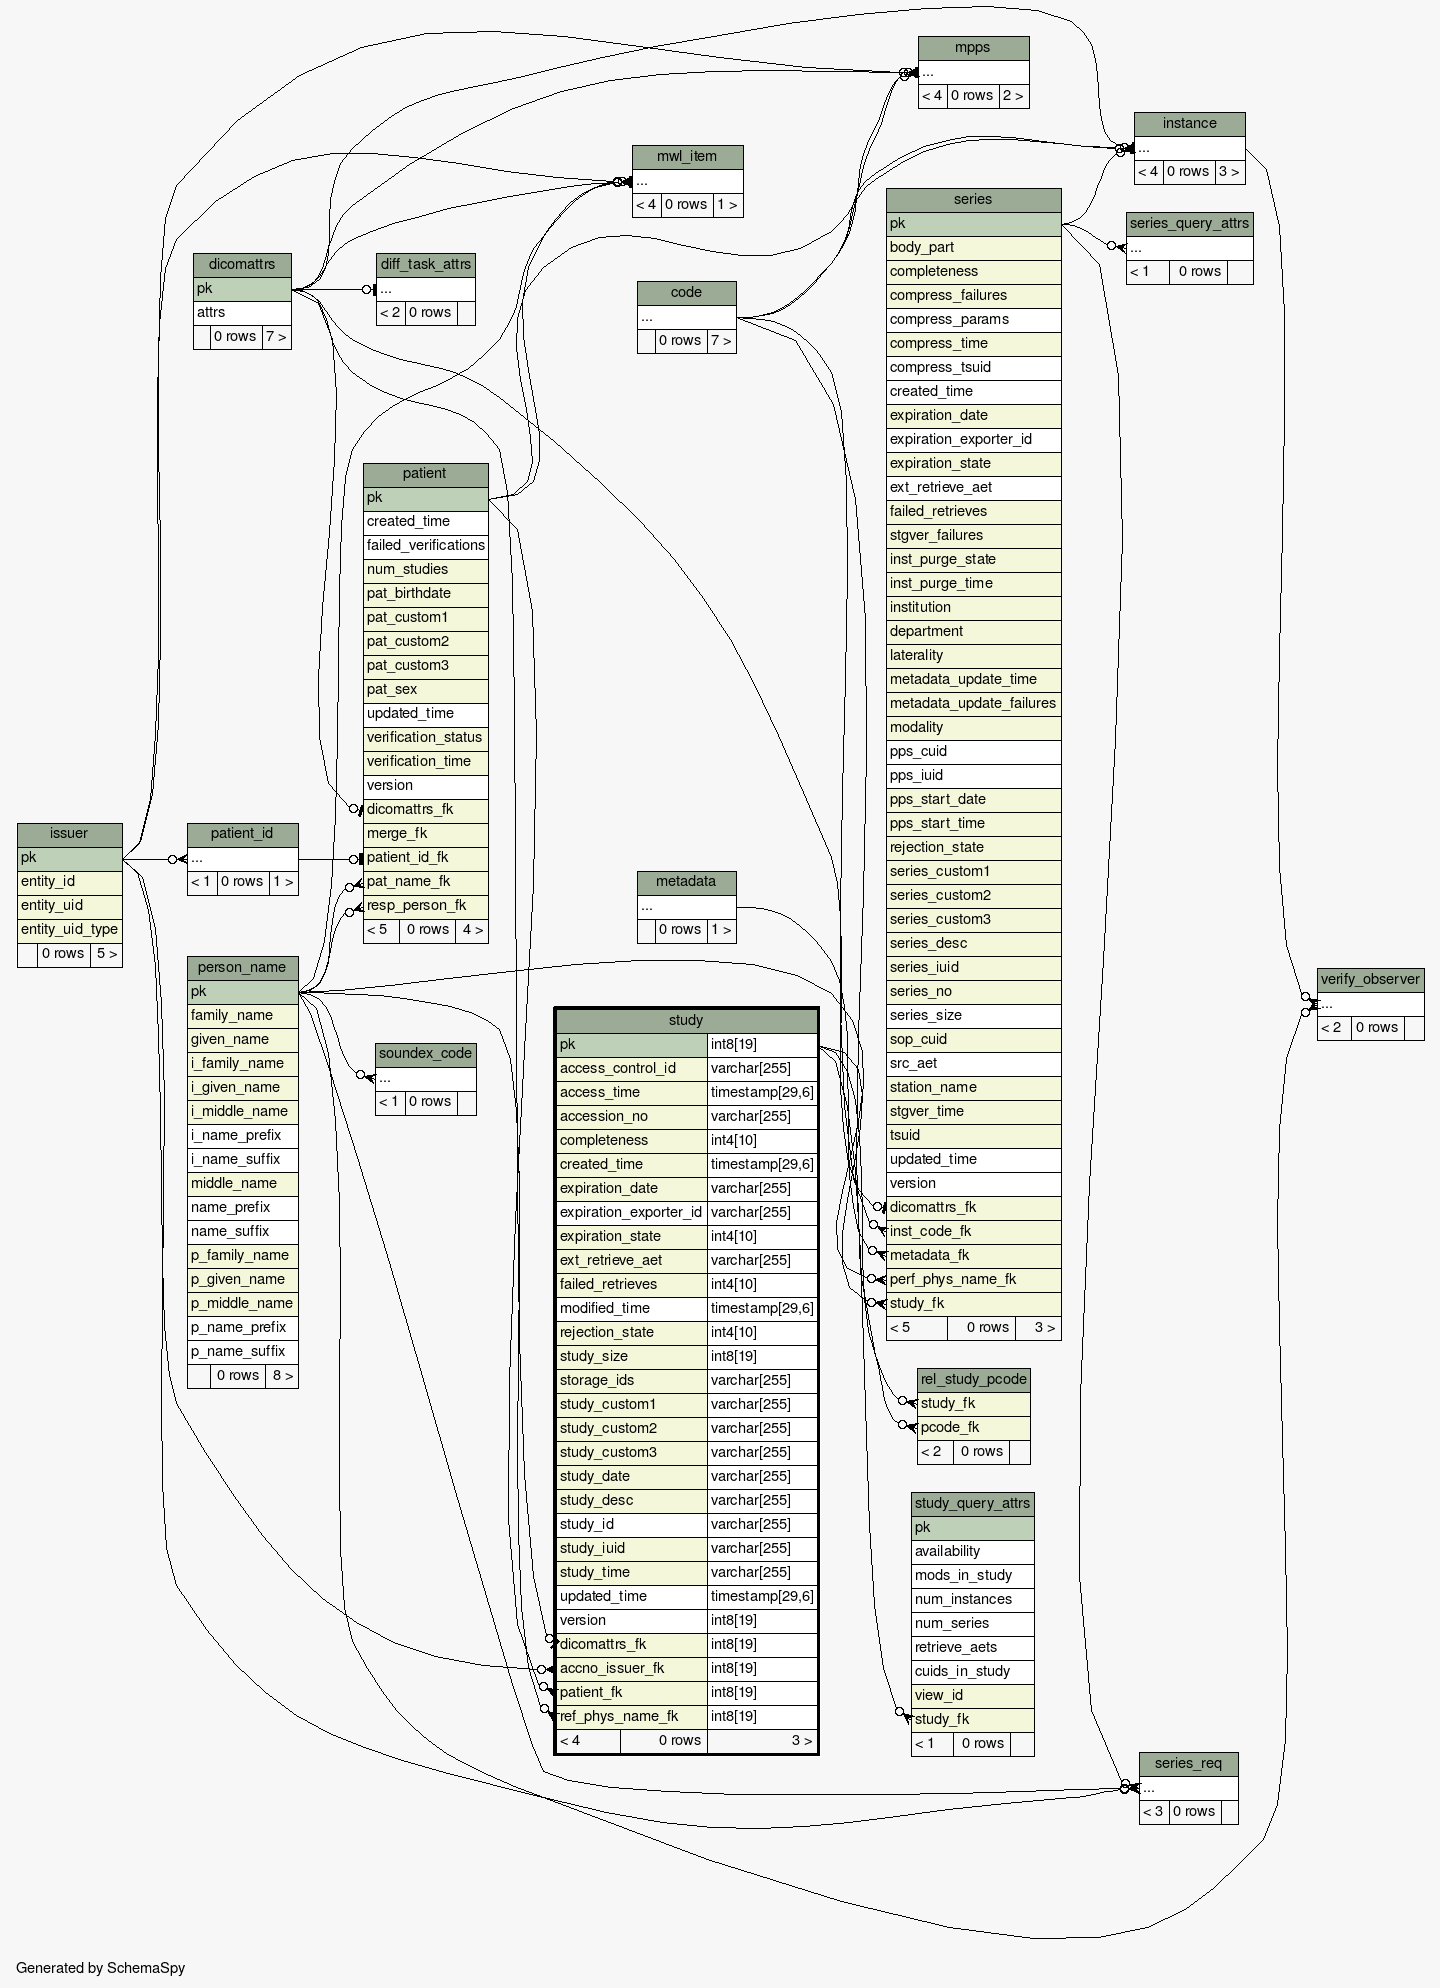 mpps
...
< 4 0 rows 2 >
instance
...
< 4 0 rows 3 >
mwl_item
...
< 4 0 rows 1 >
series
pk
body_part
completeness
compress_failures
compress_params
compress_time
compress_tsuid
created_time
expiration_date
expiration_exporter_id
expiration_state
ext_retrieve_aet
failed_retrieves
stgver_failures
inst_purge_state
inst_purge_time
institution
department
laterality
metadata_update_time
metadata_update_failures
modality
pps_cuid
pps_iuid
pps_start_date
pps_start_time
rejection_state
series_custom1
series_custom2
series_custom3
series_desc
series_iuid
series_no
series_size
sop_cuid
src_aet
station_name
stgver_time
tsuid
updated_time
version
dicomattrs_fk
inst_code_fk
metadata_fk
perf_phys_name_fk
study_fk
< 5 0 rows 3 >
series_query_attrs
...
< 1 0 rows
dicomattrs
pk
attrs
0 rows 7 >
diff_task_attrs
...
< 2 0 rows
code
...
0 rows 7 >
patient
pk
created_time
failed_verifications
num_studies
pat_birthdate
pat_custom1
pat_custom2
pat_custom3
pat_sex
updated_time
verification_status
verification_time
version
dicomattrs_fk
merge_fk
patient_id_fk
pat_name_fk
resp_person_fk
< 5 0 rows 4 >
issuer
pk
entity_id
entity_uid
entity_uid_type
0 rows 5 >
patient_id
...
< 1 0 rows 1 >
metadata
...
0 rows 1 >
person_name
pk
family_name
given_name
i_family_name
i_given_name
i_middle_name
i_name_prefix
i_name_suffix
middle_name
name_prefix
name_suffix
p_family_name
p_given_name
p_middle_name
p_name_prefix
p_name_suffix
0 rows 8 >
verify_observer
...
< 2 0 rows
soundex_code
...
< 1 0 rows
study
pk int8[19]
access_control_id varchar[255]
access_time timestamp[29,6]
accession_no varchar[255]
completeness int4[10]
created_time timestamp[29,6]
expiration_date varchar[255]
expiration_exporter_id varchar[255]
expiration_state int4[10]
ext_retrieve_aet varchar[255]
failed_retrieves int4[10]
modified_time timestamp[29,6]
rejection_state int4[10]
study_size int8[19]
storage_ids varchar[255]
study_custom1 varchar[255]
study_custom2 varchar[255]
study_custom3 varchar[255]
study_date varchar[255]
study_desc varchar[255]
study_id varchar[255]
study_iuid varchar[255]
study_time varchar[255]
updated_time timestamp[29,6]
version int8[19]
dicomattrs_fk int8[19]
accno_issuer_fk int8[19]
patient_fk int8[19]
ref_phys_name_fk int8[19]
< 4 0 rows 3 >
rel_study_pcode
study_fk
pcode_fk
< 2 0 rows
study_query_attrs
pk
availability
mods_in_study
num_instances
num_series
retrieve_aets
cuids_in_study
view_id
study_fk
< 1 0 rows
series_req
...
< 3 0 rows
Generated by SchemaSpy